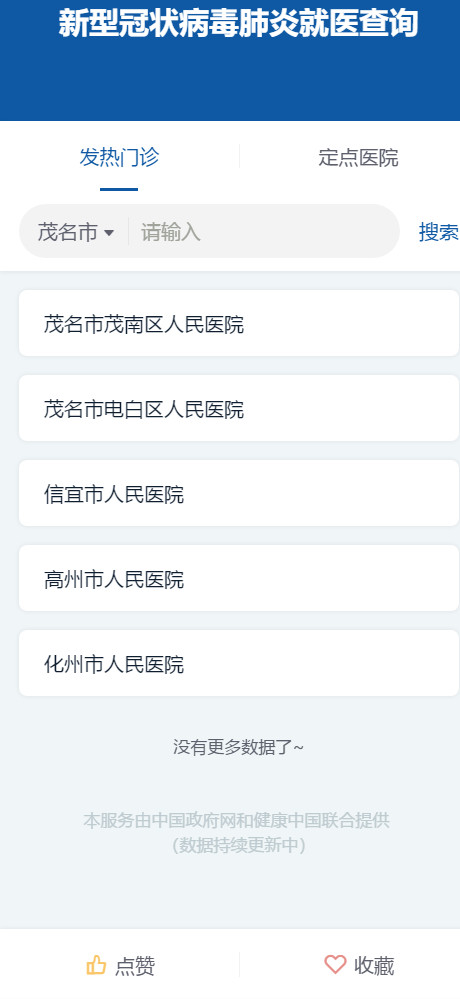 新型冠状病毒肺炎就医查询
发热门诊 定点医院
茂名市 请输入 搜索
茂名市茂南区人民医院
茂名市电白区人民医院
信宜市人民医院
高州市人民医院
化州市人民医院
没有更多数据了~
本服务由中国政府网和健康中国联合提供
（数据持续更新中）
点赞 收藏